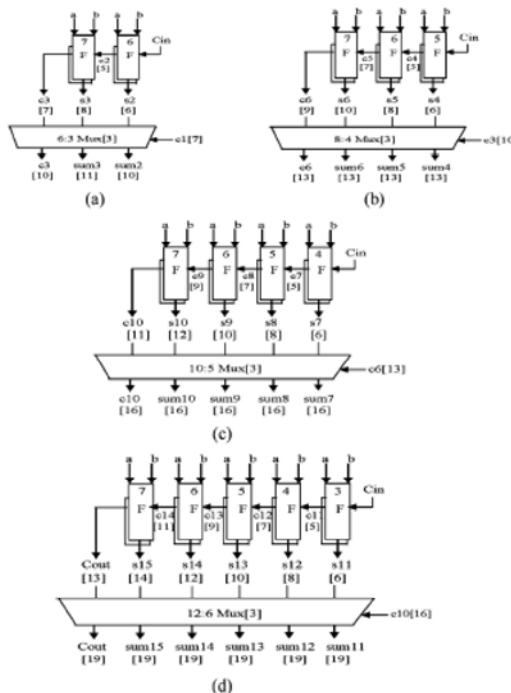 a b a b
7 6 Cin
F F
c2
[5]
c3 s3 s2
[7] [8] [6]
6:3 Mux[3] c1[7]
c3 sum3 sum2
[10] [11] [10]
(a)
a b a b a b
7 6 5 Cin
F F F
c5 c4
[7] [5]
c6 s6 s5 s4
[9] [10] [8] [6]
8:4 Mux[3] c3[10
c6 sum6 sum5 sum4
[13] [13] [13] [13]
(b)
a b a b a b a b
7 6 5 4 Cin
F F F F
c9 c8 c7
[9] [7] [5]
c10 s10 s9 s8 s7
[11] [12] [10] [8] [6]
10:5 Mux[3] c6[13]
c10 sum10 sum9 sum8 sum7
[16] [16] [16] [16] [16]
(c)
a b a b a b a b a b
7 6 5 4 3 Cin
F F F F F
c14 c13 c12 c11
[11] [9] [7] [5]
Cout s15 s14 s13 s12 s11
[13] [14] [12] [10] [8] [6]
12:6 Mux[3] c10[16]
Cout sum15 sum14 sum13 sum12 sum11
[19] [19] [19] [19] [19] [19]
(d)